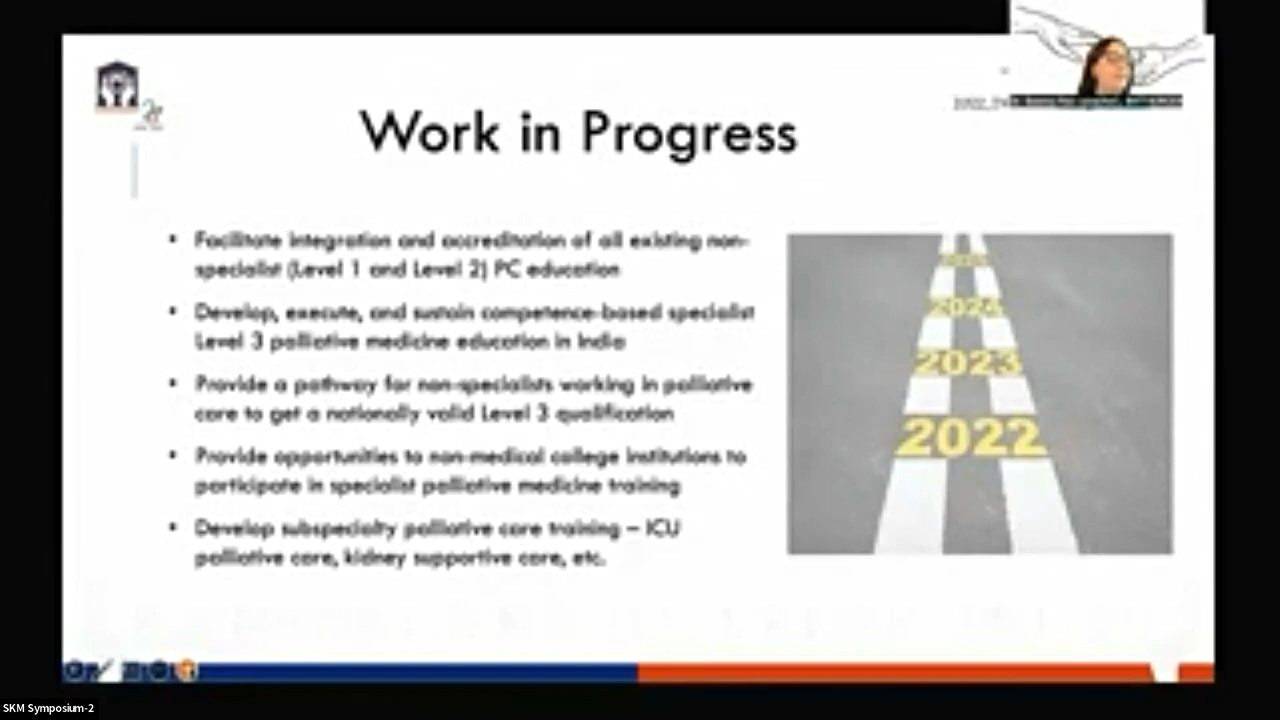 Work in Progress
• Facilitate integration and accreditation of all existing non-
specialist (Level 1 and Level 2) PC education
• Develop, execute, and sustain competence-based specialist
Level 3 palliative medicine education in India
• Provide a pathway for non-specialists working in palliative
care to get a nationally valid Level 3 qualification
• Provide opportunities to non-medical college institutions to
participate in specialist palliative medicine training
• Develop subspecialty palliative care training – ICU
palliative care, kidney supportive care, etc.
2024
2023
2022
SKM Symposium-2